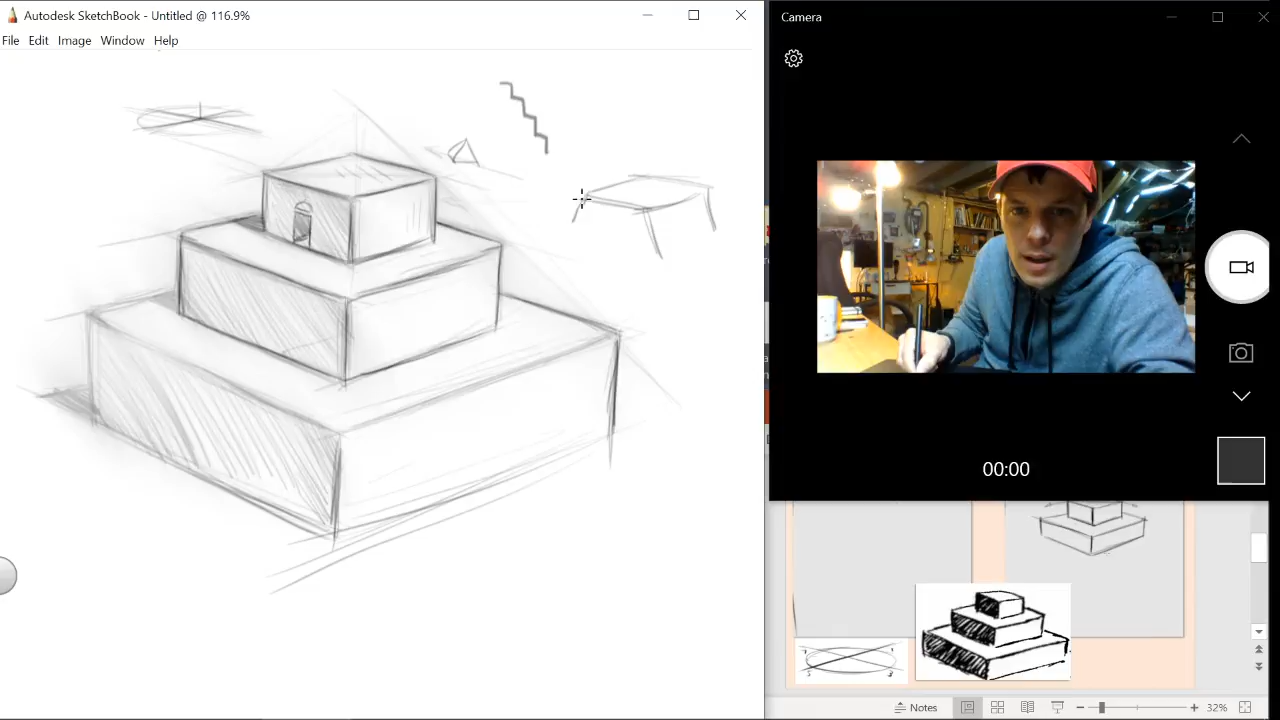 Autodesk SketchBook - Untitled @ 116.9%
File Edit Image Window Help
Camera
00:00
Notes
32%